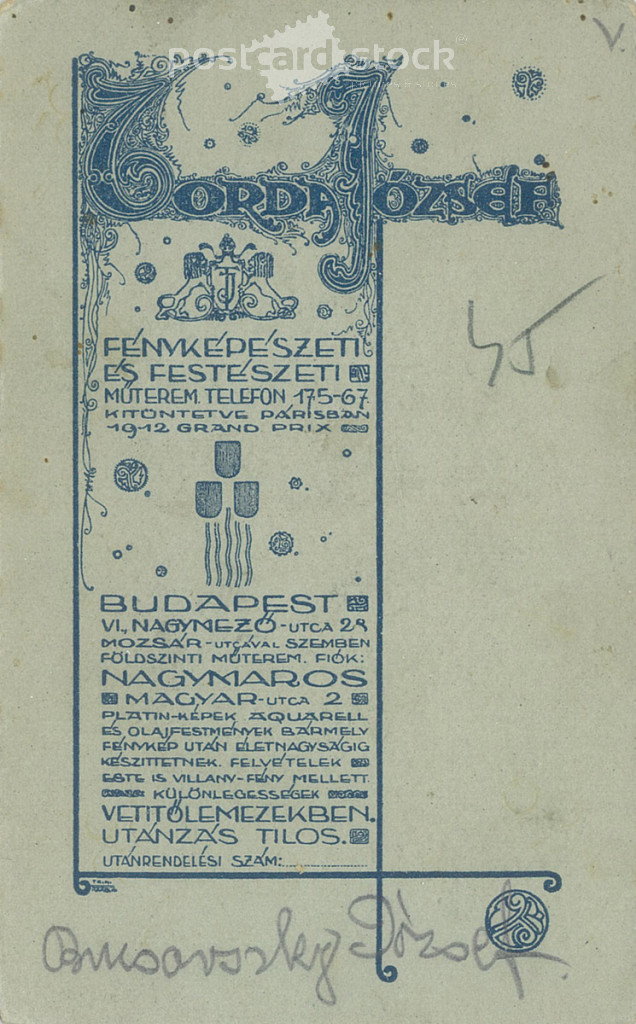 postcard stock
V.
TORDA JÓZSEF
TJ
FÉNYKÉPÉSZETI
ÉS FESTÉSZETI
MŰTEREM. TELEFON 175-67.
KITÜNTETVE PÁRISBAN
1912 GRAND PRIX
BUDAPEST
VI., NAGYMEZŐ-UTCA 28
MOZSÁR-UTCÁVAL SZEMBEN
FÖLDSZINTI MŰTEREM. FIÓK:
NAGYMAROS
MAGYAR-UTCA 2
PLATIN-KÉPEK AQUARELL
ÉS OLAJFESTMÉNYEK BÁRMELY
FÉNYKÉP UTÁN ÉLETNAGYSÁGIG
KÉSZITTETNEK. FELVÉTELEK
ESTE IS VILLANY-FÉNY MELLETT.
KÜLÖNLEGESSÉGEK
VETITŐLEMEZEKBEN.
UTÁNZÁS TILOS.
UTÁNRENDELÉSI SZÁM:
József